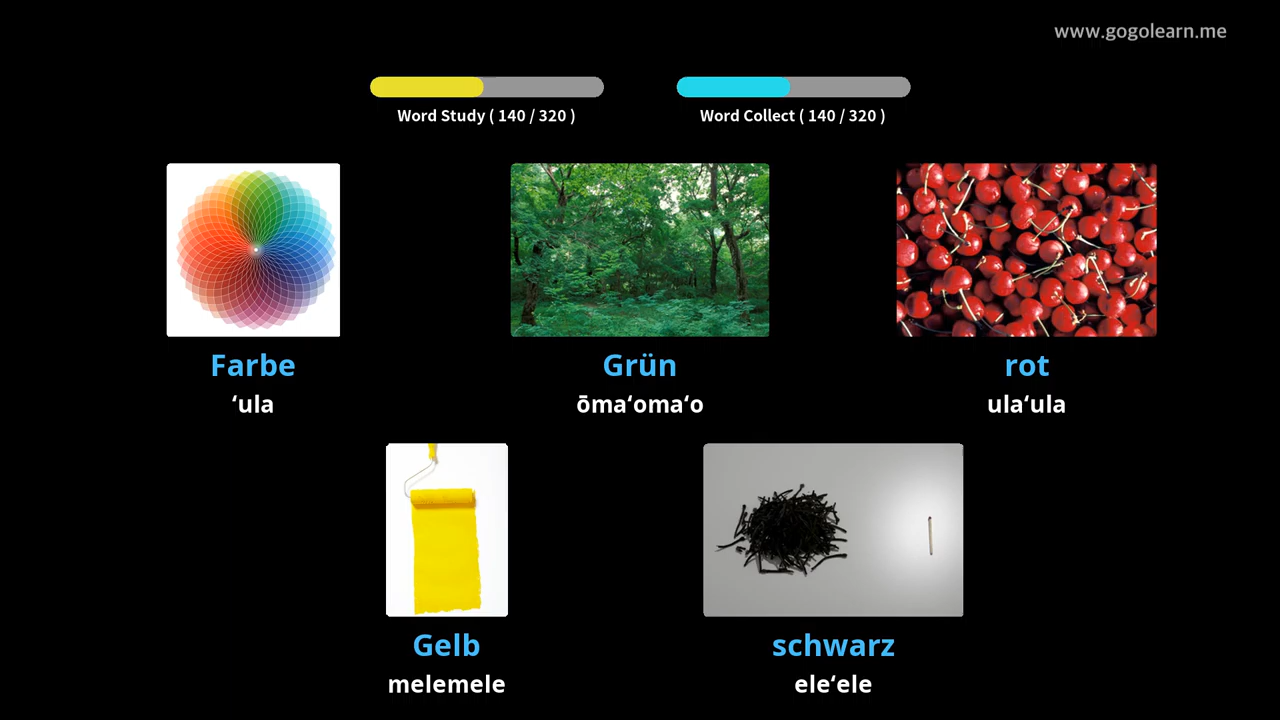 www.gogolearn.me
Word Study ( 140 / 320 )
Word Collect ( 140 / 320 )
Farbe
ʻula
Grün
ōmaʻomaʻo
rot
ulaʻula
Gelb
melemele
schwarz
eleʻele